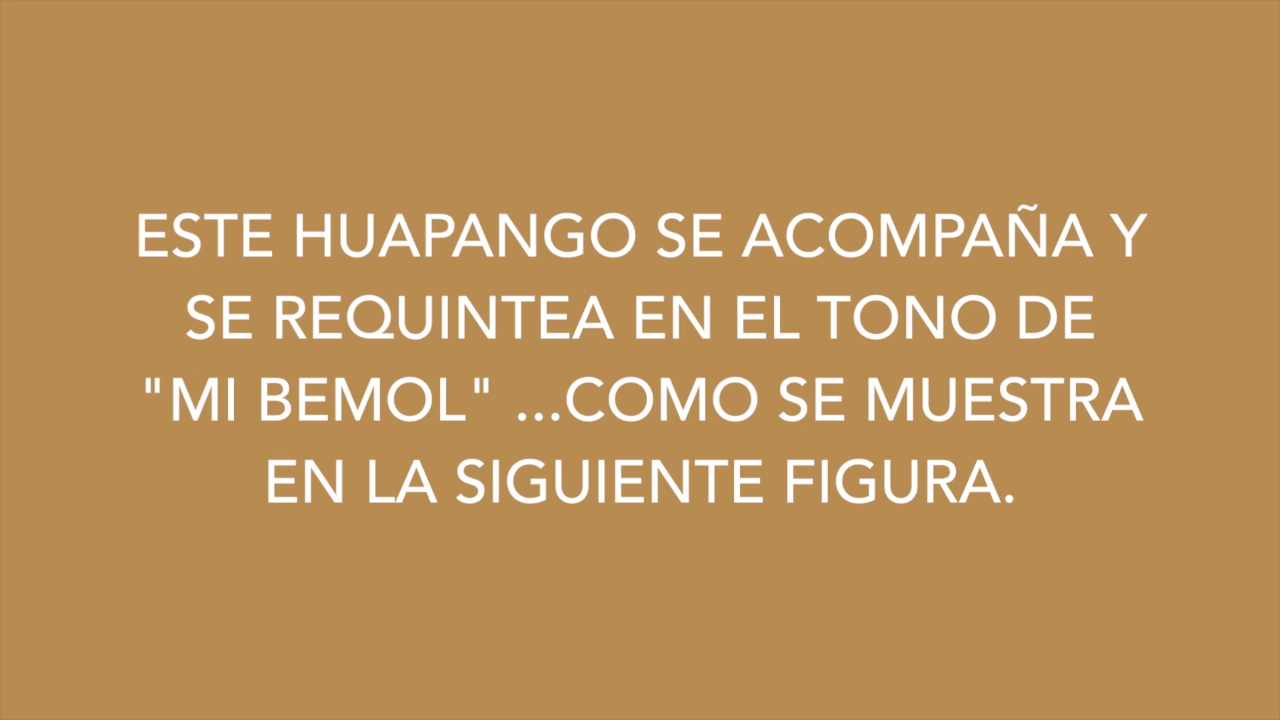 ESTE HUAPANGO SE ACOMPAÑA Y
SE REQUINTEA EN EL TONO DE
"MI BEMOL" ...COMO SE MUESTRA
EN LA SIGUIENTE FIGURA.